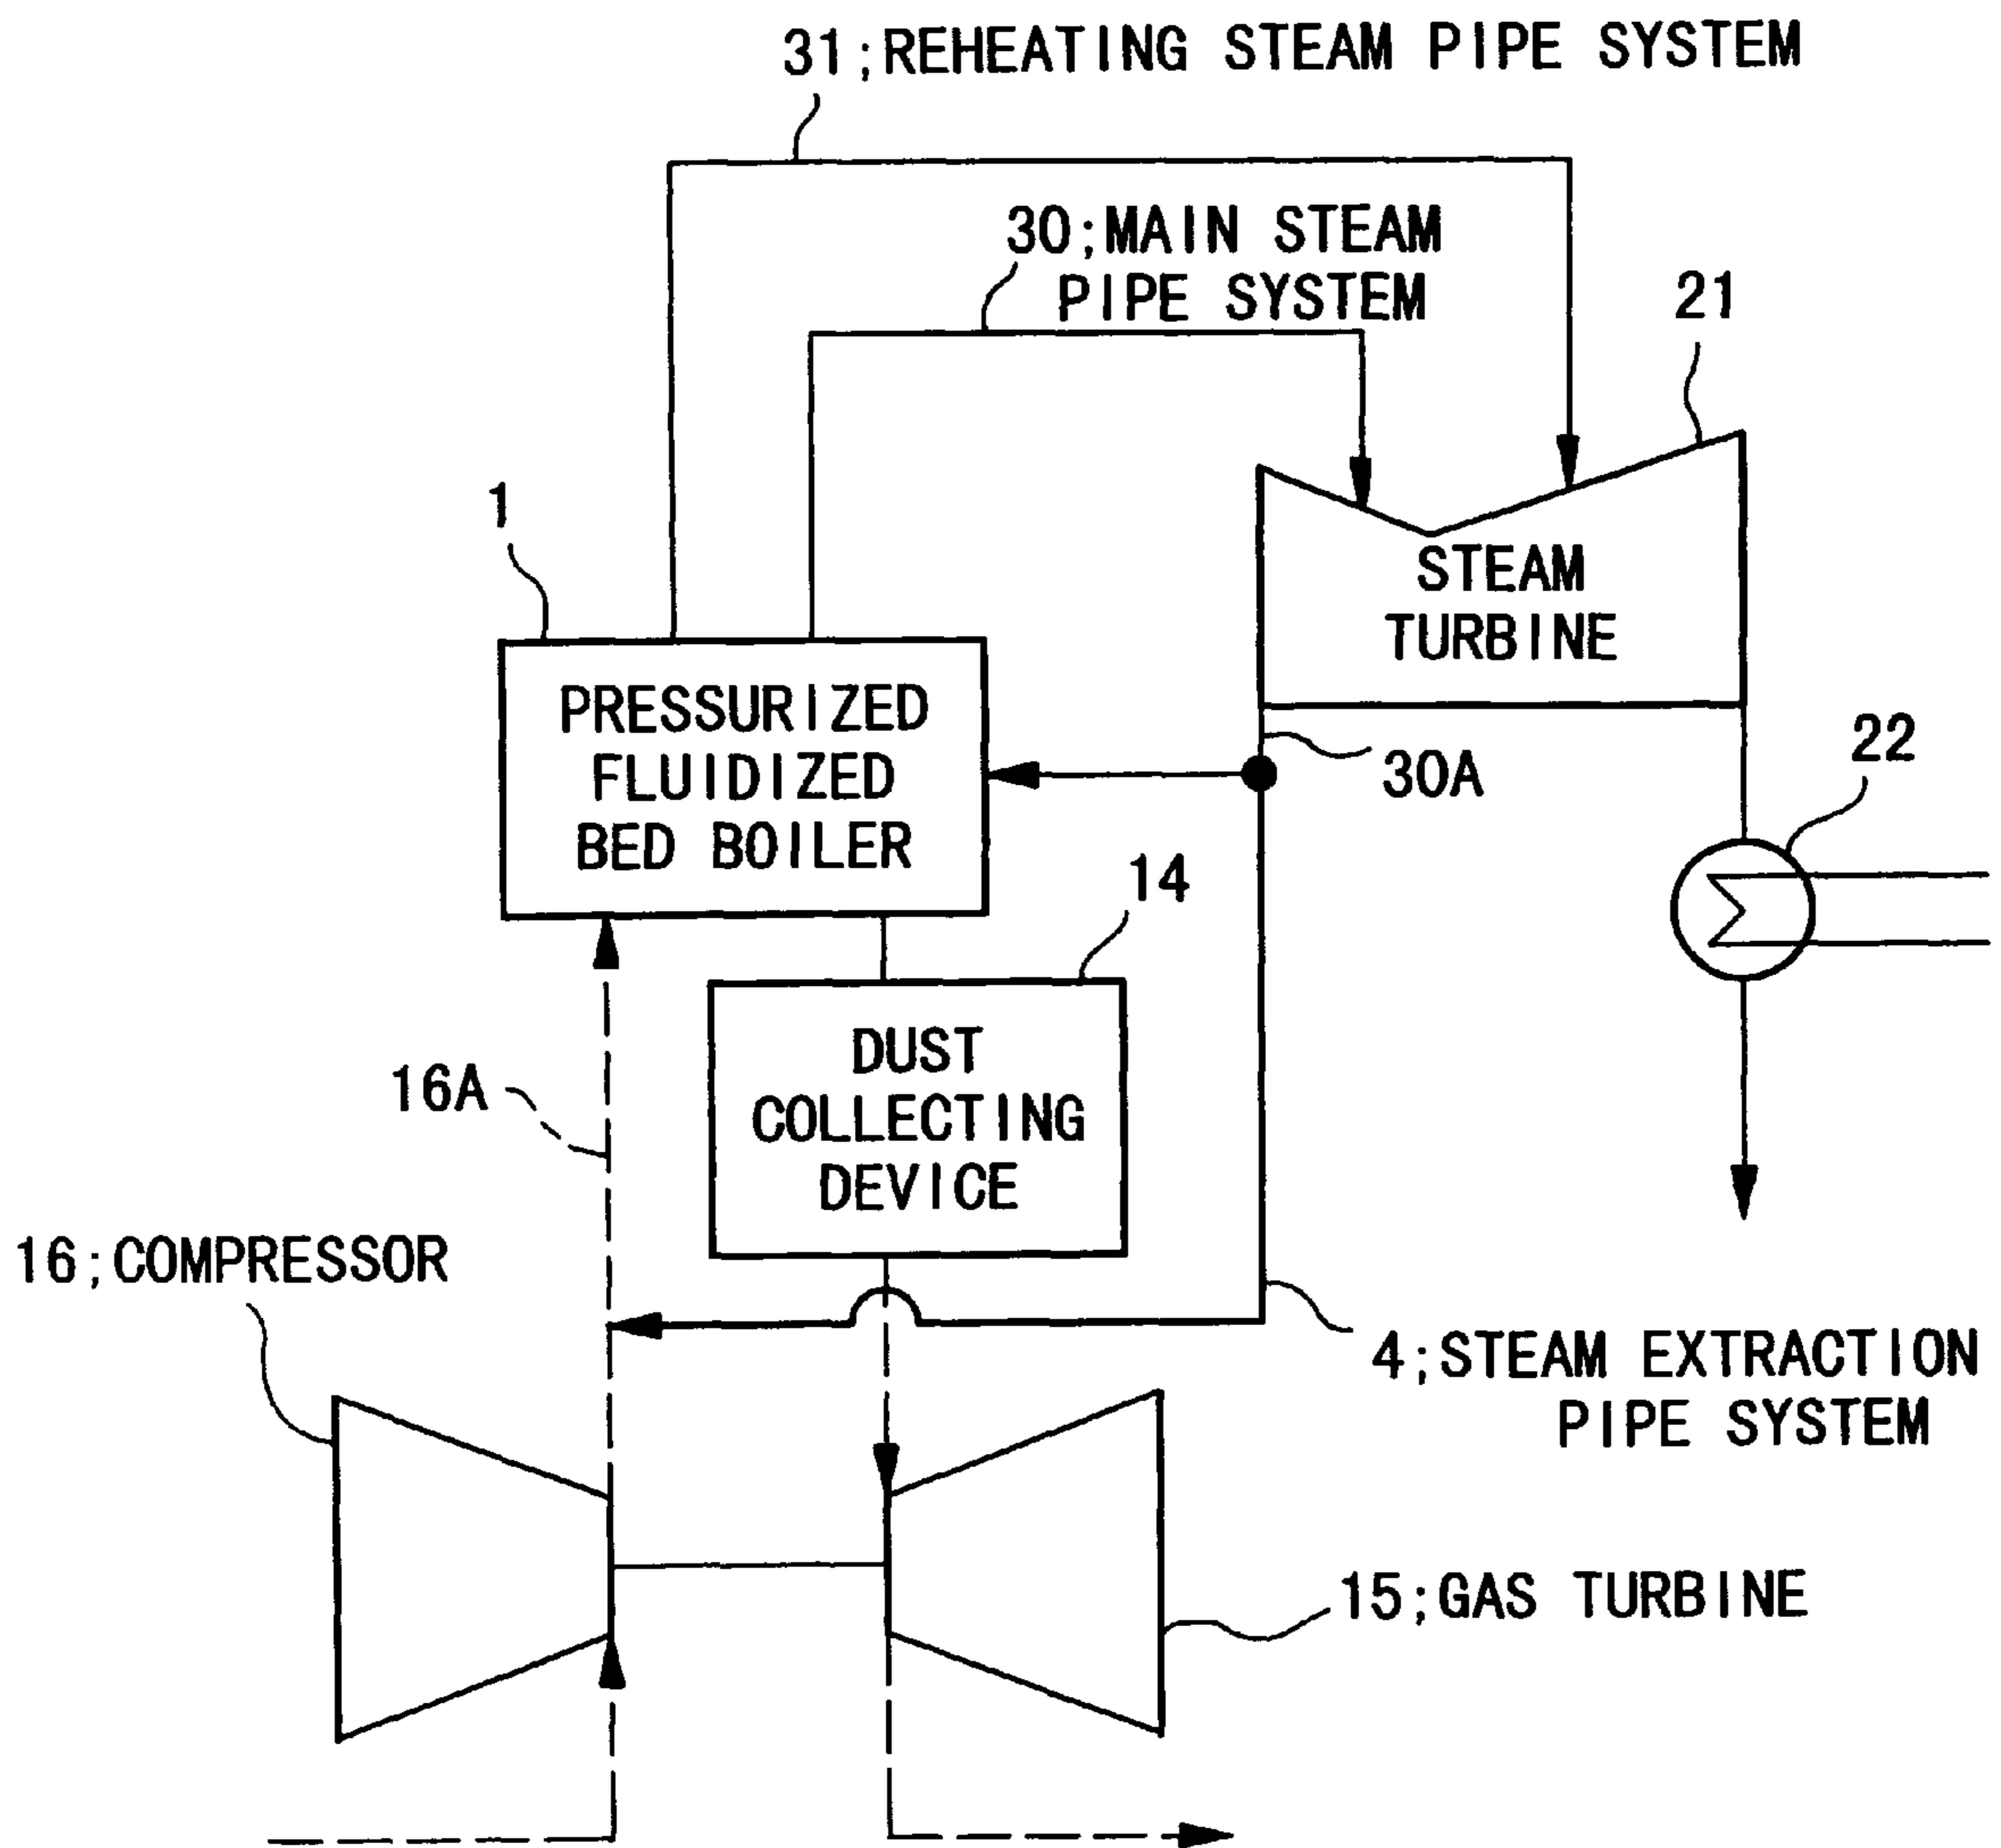 31;REHEATING STEAM PIPE SYSTEM
30;MAIN STEAM
PIPE SYSTEM
21
STEAM
TURBINE
1
PRESSURIZED
FLUIDIZED
BED BOILER
30A
22
14
DUST
COLLECTING
DEVICE
16A
16;COMPRESSOR
4;STEAM EXTRACTION
PIPE SYSTEM
15;GAS TURBINE